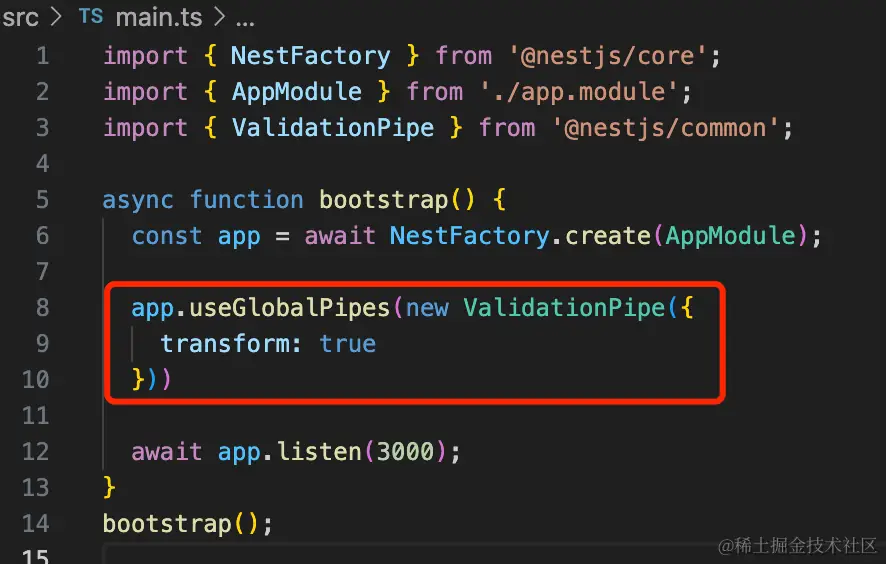 src > TS main.ts > ...
1 import { NestFactory } from '@nestjs/core';
2 import { AppModule } from './app.module';
3 import { ValidationPipe } from '@nestjs/common';
4
5 async function bootstrap() {
6   const app = await NestFactory.create(AppModule);
7
8   app.useGlobalPipes(new ValidationPipe({
9     transform: true
10   }))
11
12   await app.listen(3000);
13 }
14 bootstrap();
15
@稀土掘金技术社区